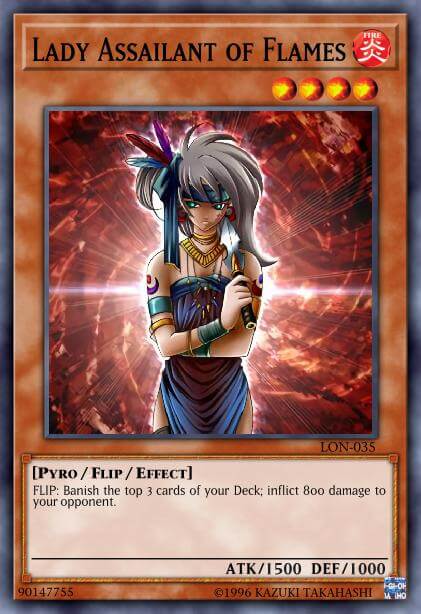 Lady Assailant of Flames
FIRE
炎
LON-035
[Pyro / Flip / Effect]
FLIP: Banish the top 3 cards of your Deck; inflict 800 damage to
your opponent.
ATK/1500 DEF/1000
90147755
©1996 KAZUKI TAKAHASHI